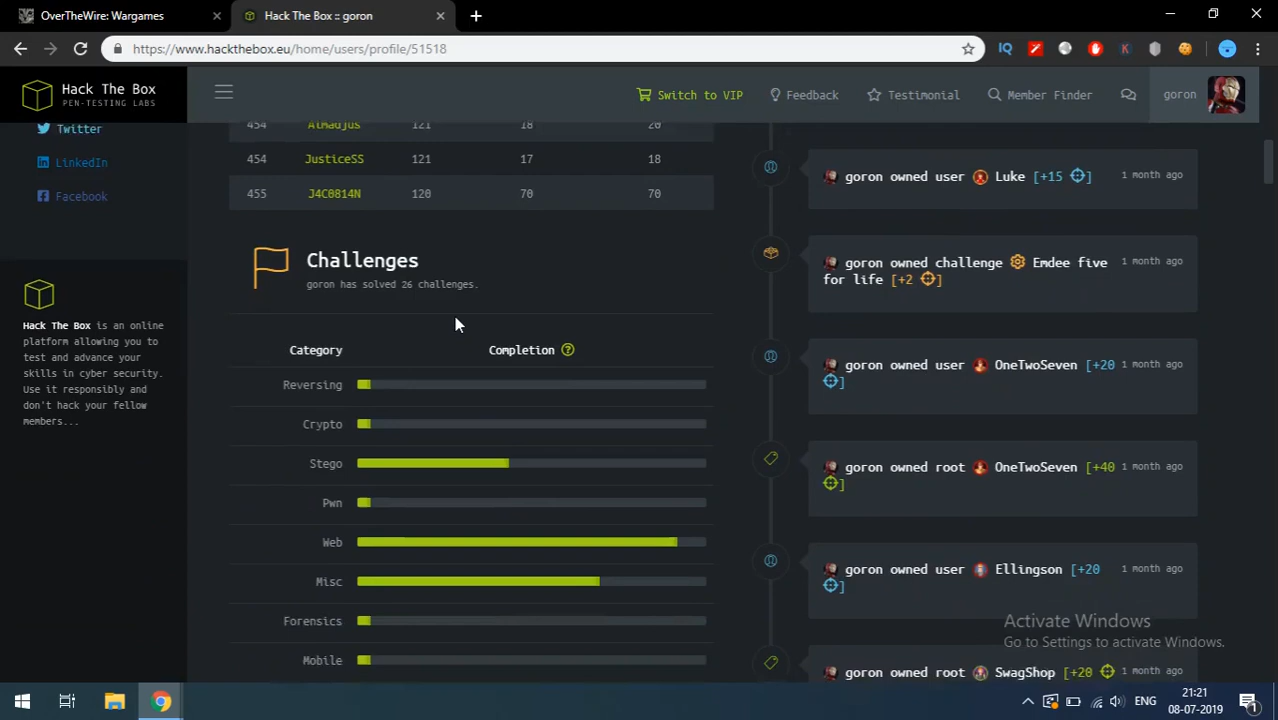 OverTheWire: Wargames
Hack The Box :: goron
https://www.hackthebox.eu/home/users/profile/51518
Hack The Box
PEN-TESTING LABS
Switch to VIP
Feedback
Testimonial
Member Finder
goron
Twitter
LinkedIn
Facebook
Hack The Box is an online
platform allowing you to
test and advance your
skills in cyber security.
Use it responsibly and
don't hack your fellow
members...
454 AlMadjus 121 18 20
454 JusticeSS 121 17 18
455 J4C0814N 120 70 70
Challenges
goron has solved 26 challenges.
Category Completion
Reversing
Crypto
Stego
Pwn
Web
Misc
Forensics
Mobile
goron owned user Luke [+15 ] 1 month ago
goron owned challenge Emdee five 1 month ago
for life [+2 ]
goron owned user OneTwoSeven [+20 1 month ago
]
goron owned root OneTwoSeven [+40 1 month ago
]
goron owned user Ellingson [+20 1 month ago
]
goron owned root SwagShop [+20 1 month ago
Activate Windows
Go to Settings to activate Windows.
ENG
21:21
08-07-2019